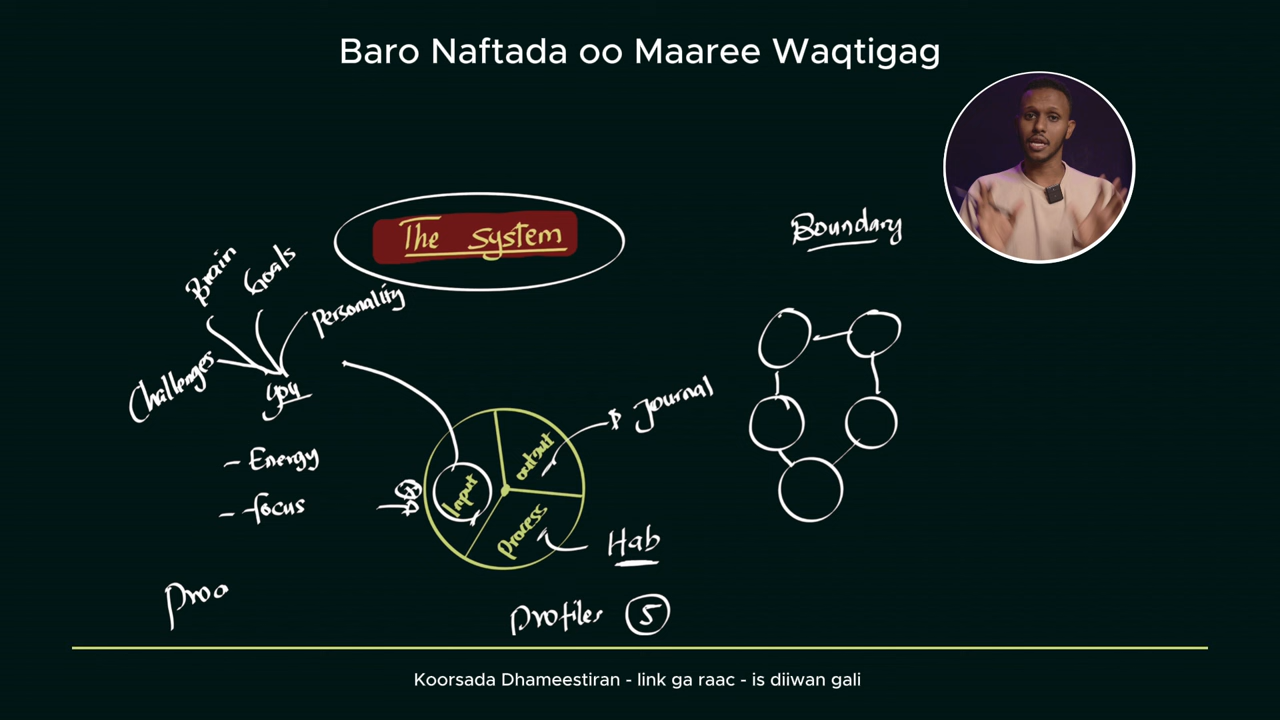 Baro Naftada oo Maaree Waqtigag
The System
Boundary
Brain
Goals
Personality
Challenges
you
Journal
- Energy
- focus
Input
output
Process
Hab
Proc
Profiles 5
Koorsada Dhameestiran - link ga raac - is diiwan gali